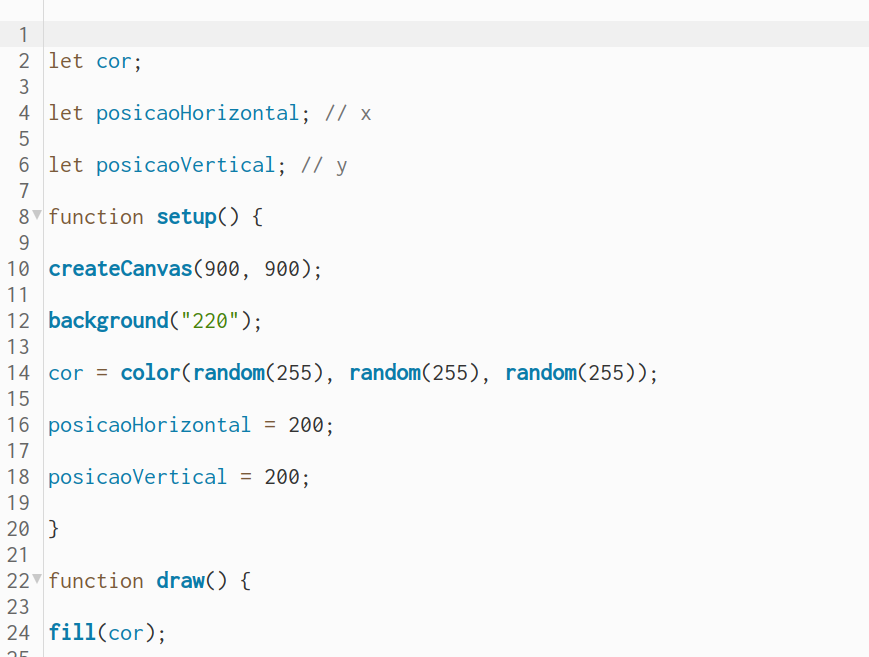 1
2 let cor;
3
4 let posicaoHorizontal; // x
5
6 let posicaoVertical; // y
7
8 function setup() {
9
10 createCanvas(900, 900);
11
12 background("220");
13
14 cor = color(random(255), random(255), random(255));
15
16 posicaoHorizontal = 200;
17
18 posicaoVertical = 200;
19
20 }
21
22 function draw() {
23
24 fill(cor);
25